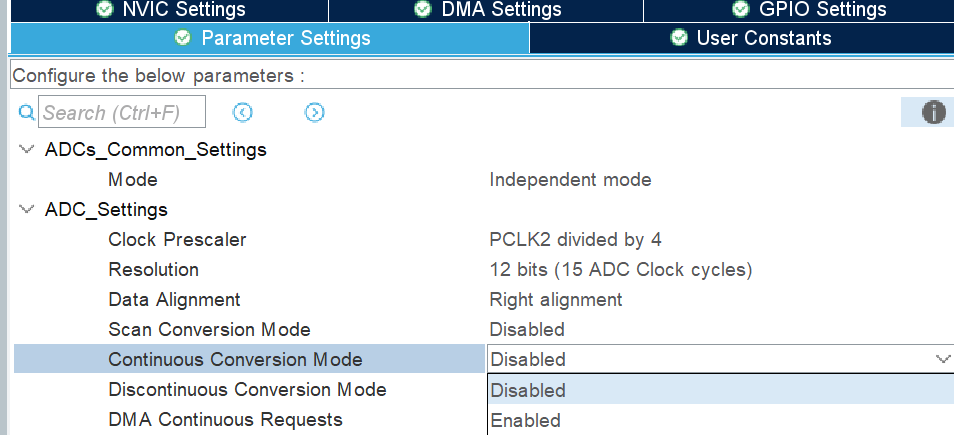 NVIC Settings DMA Settings GPIO Settings
Parameter Settings User Constants
Configure the below parameters :
Search (Ctrl+F)
ADCs_Common_Settings
Mode Independent mode
ADC_Settings
Clock Prescaler PCLK2 divided by 4
Resolution 12 bits (15 ADC Clock cycles)
Data Alignment Right alignment
Scan Conversion Mode Disabled
Continuous Conversion Mode Disabled
Discontinuous Conversion Mode Disabled
DMA Continuous Requests Enabled